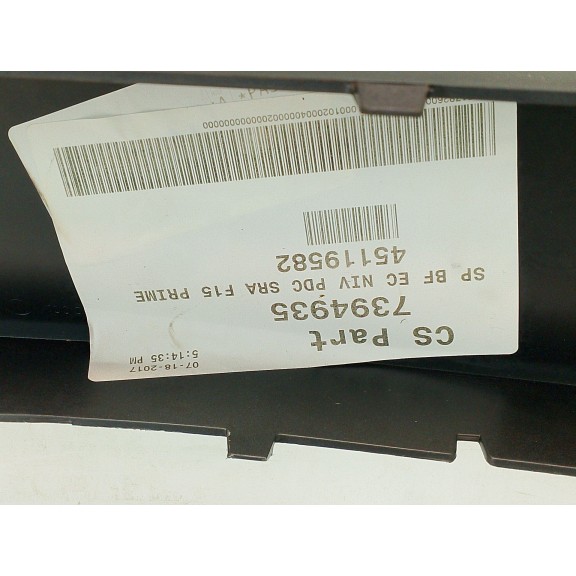 07-18-2017
5:14:35 PM
CS Part
7394935
SP BF EC NIV PDC SRA F15 PRIME
45119582